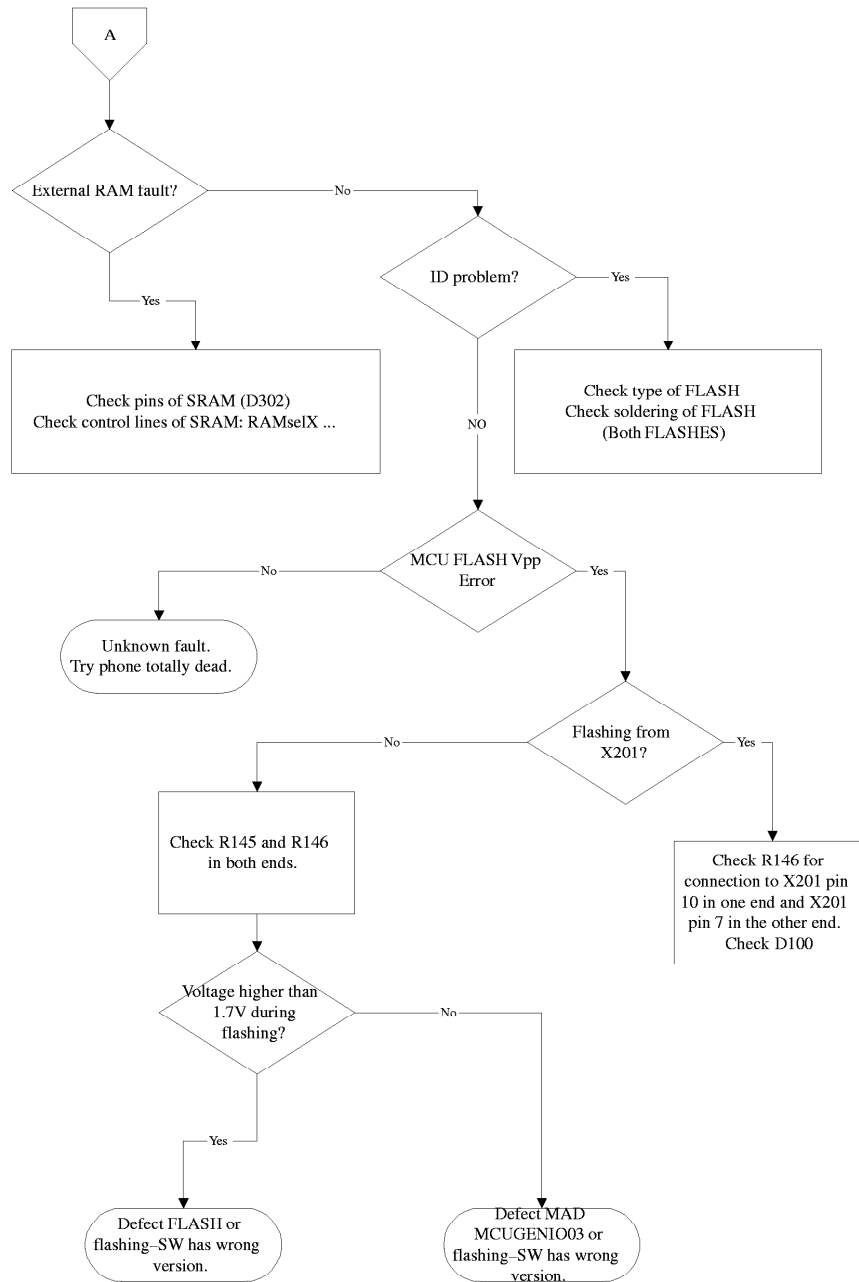 A
External RAM fault?
No
ID problem?
Yes
Yes
Check pins of SRAM (D302)
Check control lines of SRAM: RAMselX ...
Check type of FLASH
Check soldering of FLASH
(Both FLASHES)
NO
MCU FLASH Vpp
Error
No
Yes
Unknown fault.
Try phone totally dead.
Flashing from
X201?
No
Yes
Check R145 and R146
in both ends.
Check R146 for
connection to X201 pin
10 in one end and X201
pin 7 in the other end.
Check D100
Voltage higher than
1.7V during
flashing?
No
Yes
Defect FLASH or
flashing–SW has wrong
version.
Defect MAD
MCUGENIO03 or
flashing–SW has wrong
version.